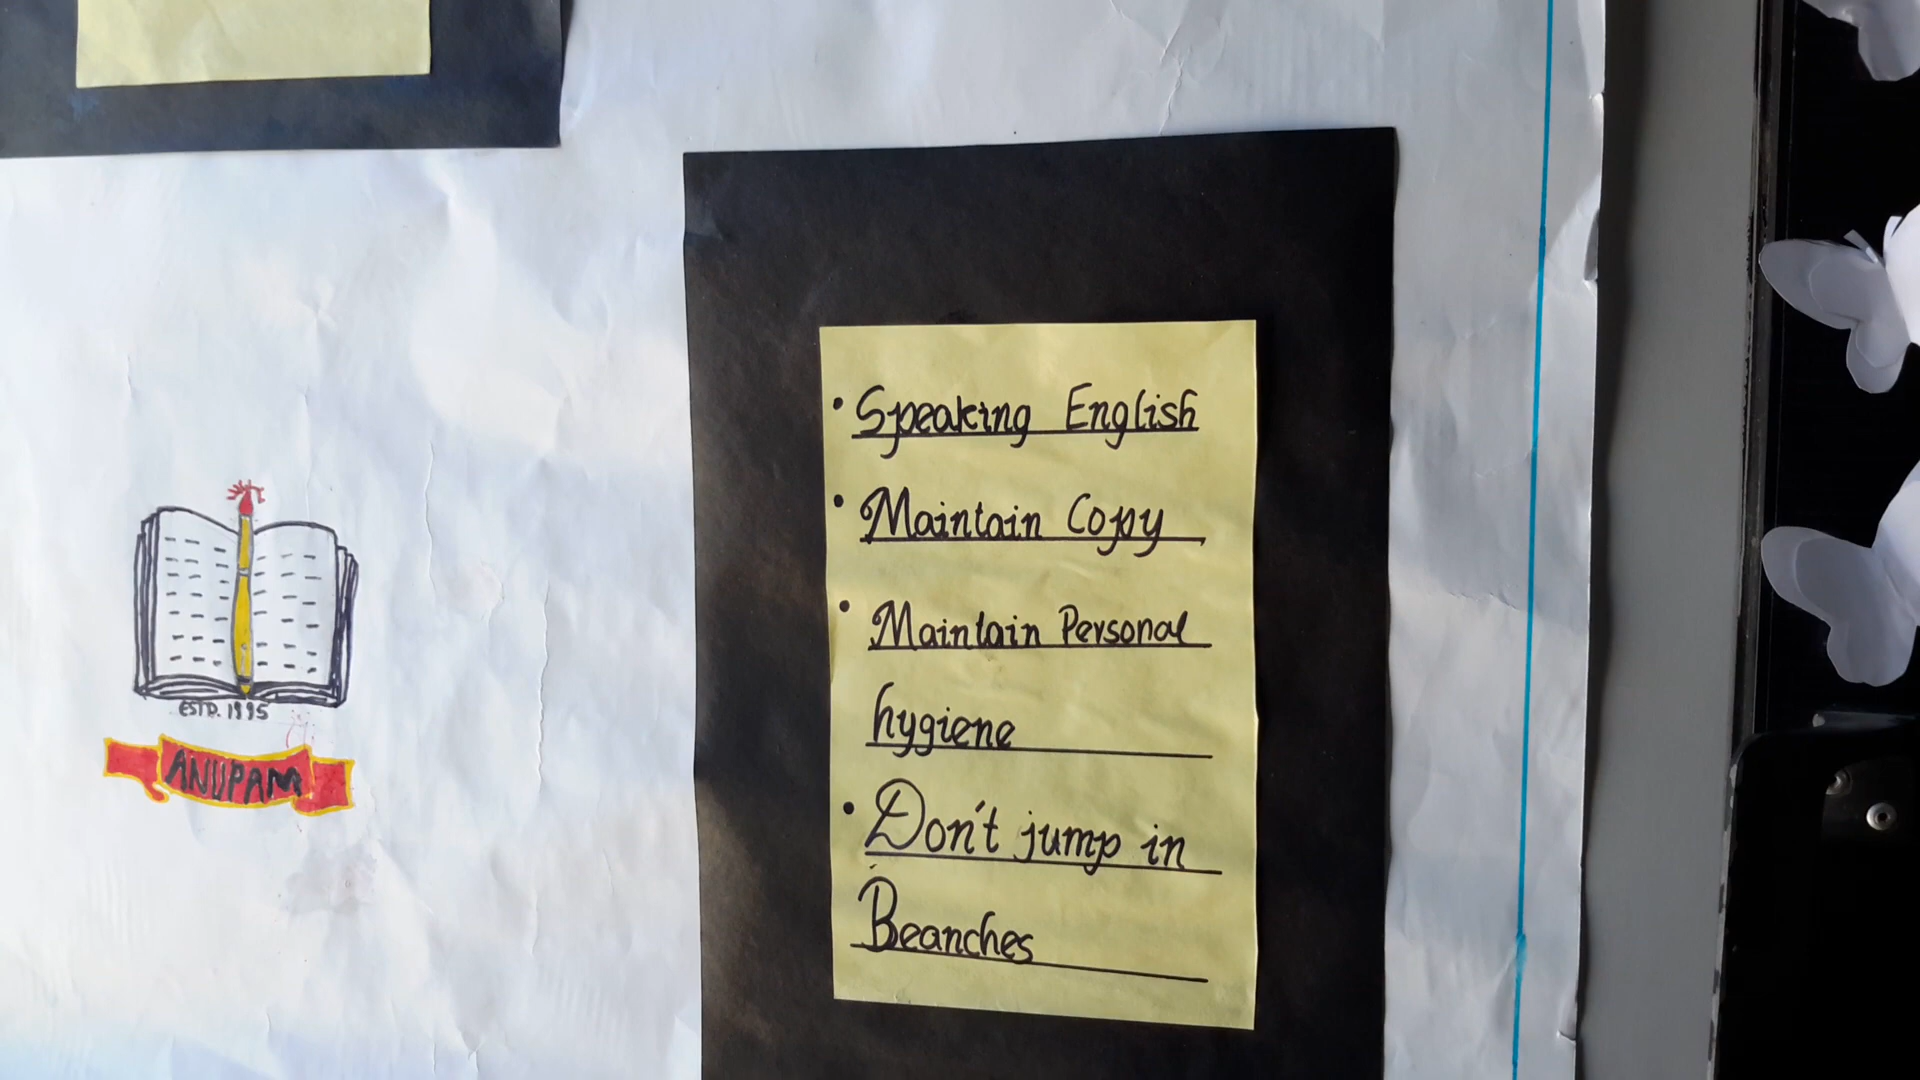 ESTD. 1995
ANUPAM
• Speaking English
• Maintain Copy
• Maintain Personal
hygiene
• Don't jump in
Beanches